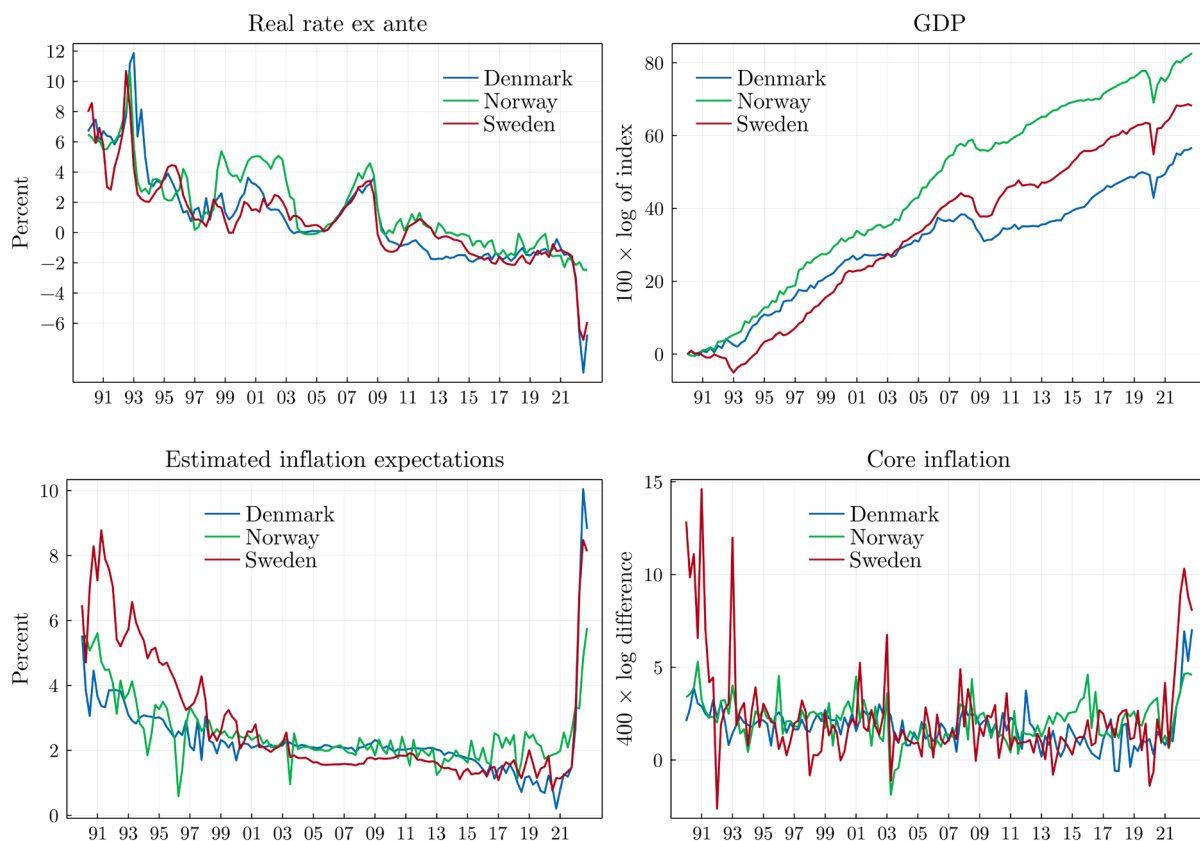 Real rate ex ante
Percent
12
10
8
6
4
2
0
−2
−4
−6
Denmark
Norway
Sweden
91 93 95 97 99 01 03 05 07 09 11 13 15 17 19 21
GDP
100 × log of index
80
60
40
20
0
Denmark
Norway
Sweden
91 93 95 97 99 01 03 05 07 09 11 13 15 17 19 21
Estimated inflation expectations
Percent
10
8
6
4
2
0
Denmark
Norway
Sweden
91 93 95 97 99 01 03 05 07 09 11 13 15 17 19 21
Core inflation
400 × log difference
15
10
5
0
Denmark
Norway
Sweden
91 93 95 97 99 01 03 05 07 09 11 13 15 17 19 21